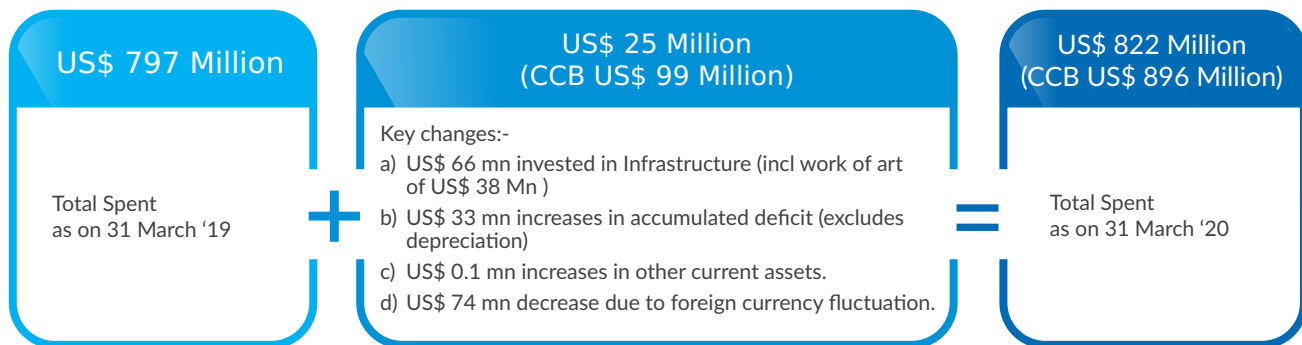 US$ 797 Million
Total Spent
as on 31 March ‘19
+
US$ 25 Million
(CCB US$ 99 Million)
Key changes:-
a) US$ 66 mn invested in Infrastructure (incl work of art
of US$ 38 Mn )
b) US$ 33 mn increases in accumulated deficit (excludes
depreciation)
c) US$ 0.1 mn increases in other current assets.
d) US$ 74 mn decrease due to foreign currency fluctuation.
=
US$ 822 Million
(CCB US$ 896 Million)
Total Spent
as on 31 March ‘20